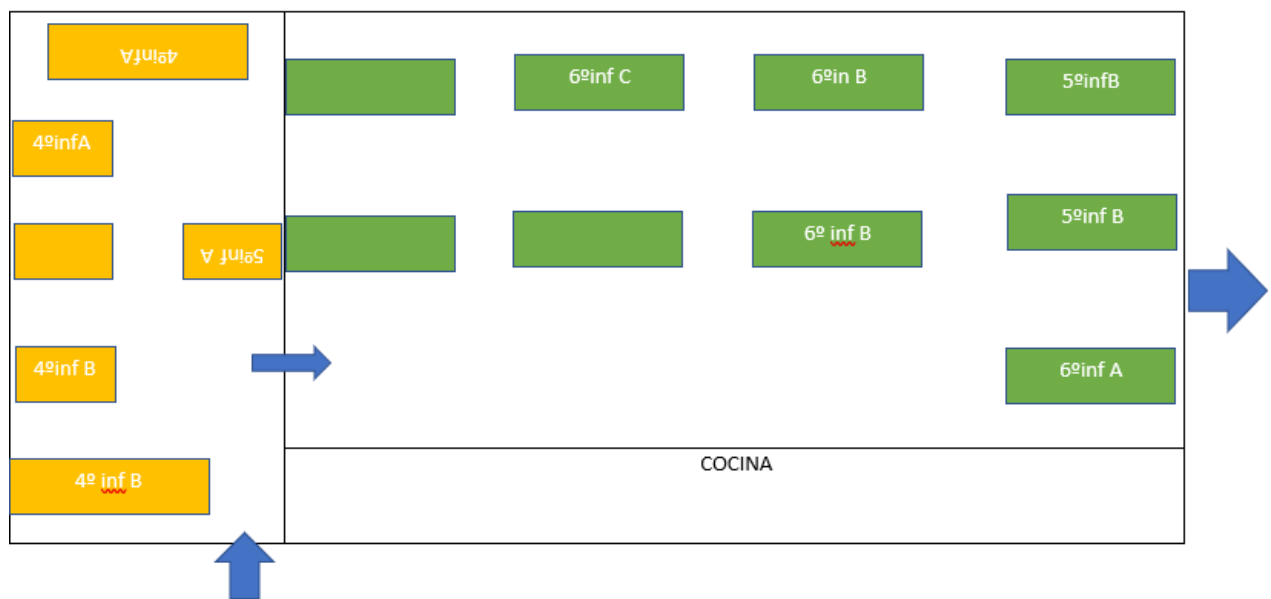 4ºinfA
6ºinf C
6ºin B
5ºinfB
4ºinfA
5ºinf A
6º inf B
5ºinf B
4ºinf B
6ºinf A
COCINA
4º inf B